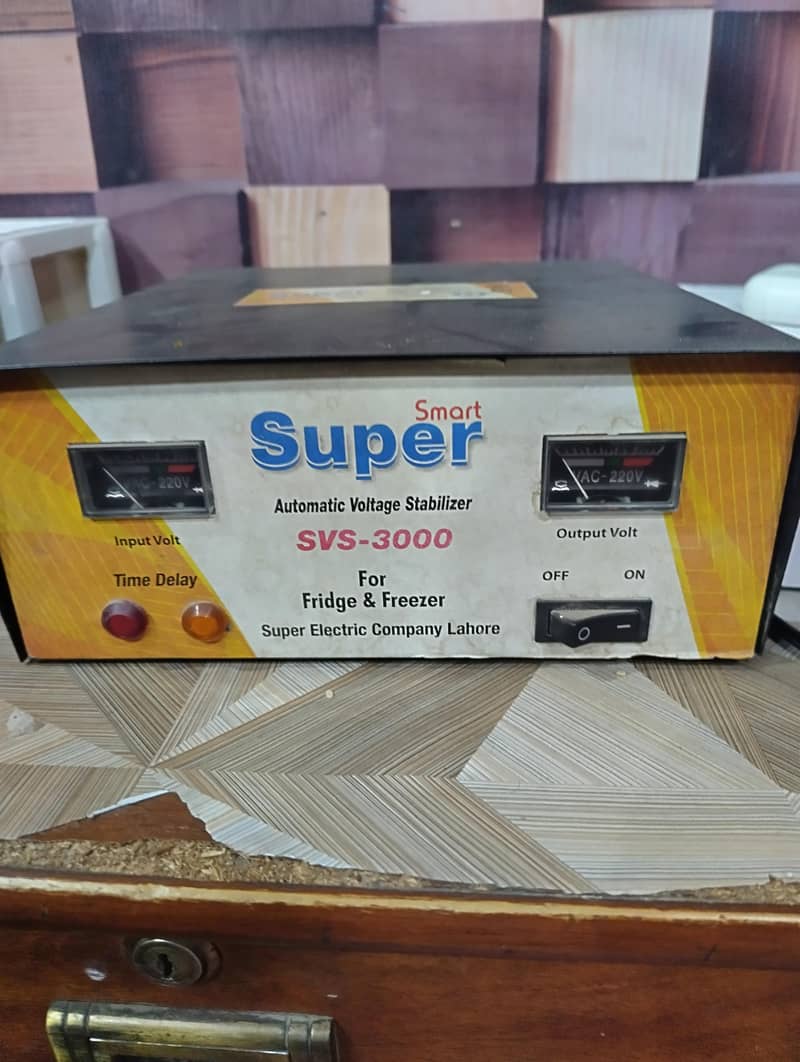 Smart
Super
Automatic Voltage Stabilizer
SVS-3000
For
Fridge & Freezer
Super Electric Company Lahore
VAC-220V
Input Volt
Time Delay
VAC-220V
Output Volt
OFF ON